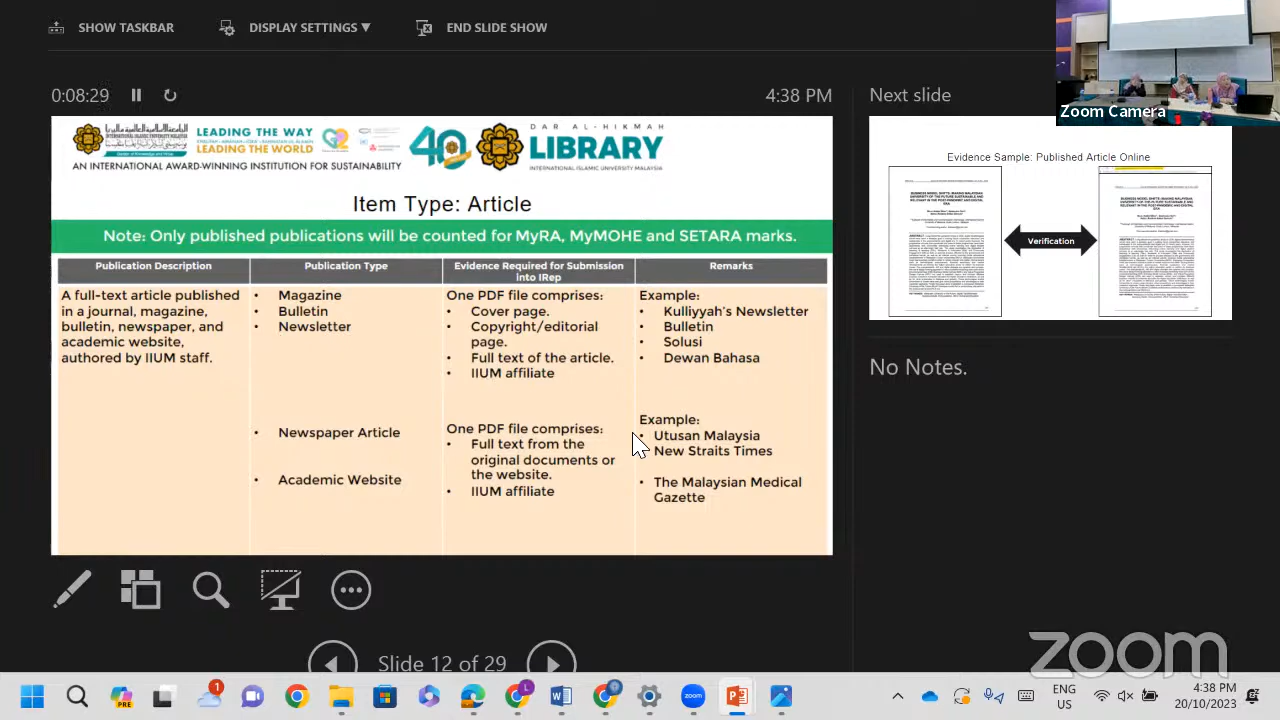 SHOW TASKBAR
DISPLAY SETTINGS ▼
END SLIDE SHOW
Zoom Camera
0:08:29
4:38 PM
Next slide
LEADING THE WAY
LEADING THE WORLD
AN INTERNATIONAL AWARD-WINNING INSTITUTION FOR SUSTAINABILITY
40
DAR AL-HIKMAH
LIBRARY
INTERNATIONAL ISLAMIC UNIVERSITY MALAYSIA
Item Type: Article
Note: Only published publications will be for MyRA, MyMOHE and SETARA marks.
Publication Description
Publication Type
Required for Submission
into IRep
A full-text article published
in a journal, magazine,
bulletin, newspaper, and
academic website,
authored by IIUM staff.
• Magazine
• Bulletin
• Newsletter
• Newspaper Article
• Academic Website
One PDF file comprises:
• Cover page.
• Copyright/editorial
page.
• Full text of the article.
• IIUM affiliate
One PDF file comprises:
• Full text from the
original documents or
the website.
• IIUM affiliate
Example:
• Kulliyyah's Newsletter
• Bulletin
• Solusi
• Dewan Bahasa
Example:
• Utusan Malaysia
• New Straits Times
• The Malaysian Medical
Gazette
Evidence Sample: Published Article Online
Verification
No Notes.
Slide 12 of 29
zoom
PRE
1
L
zoom
ENG
US
4:38 PM
20/10/2023